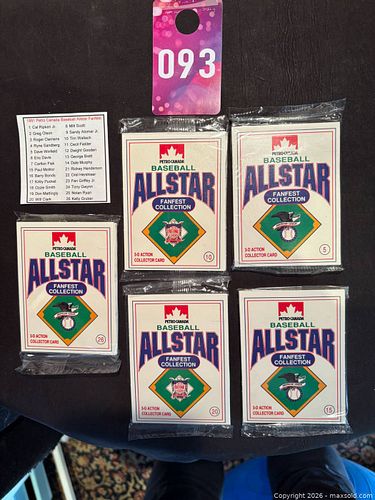 093
1991 Petro Canada Baseball Allstar Fanfest
1 Cal Ripken Jr.
2 Greg Olson
3 Roger Clemens
4 Ryne Sandberg
5 Dave Winfield
6 Eric Davis
7 Carlton Fisk
8 Mike Scott
9 Sandy Alomar Jr.
10 Tim Wallach
11 Cecil Fielder
12 Dwight Gooden
13 George Brett
14 Dale Murphy
15 Paul Molitor
16 Barry Bonds
17 Kirby Puckett
18 Ozzie Smith
19 Don Mattingly
20 Will Clark
21 Rickey Henderson
22 Orel Hershiser
23 Ken Griffey Jr.
24 Tony Gwynn
25 Nolan Ryan
26 Kelly Gruber
PETRO-CANADA
BASEBALL
ALLSTAR
FANFEST
COLLECTION
3-D ACTION
COLLECTOR CARD
10
PETRO-CANADA
BASEBALL
ALLSTAR
FANFEST
COLLECTION
3-D ACTION
COLLECTOR CARD
5
PETRO-CANADA
BASEBALL
ALLSTAR
FANFEST
COLLECTION
3-D ACTION
COLLECTOR CARD
26
PETRO-CANADA
BASEBALL
ALLSTAR
FANFEST
COLLECTION
3-D ACTION
COLLECTOR CARD
20
PETRO-CANADA
BASEBALL
ALLSTAR
FANFEST
COLLECTION
3-D ACTION
COLLECTOR CARD
15
Copyright 2026 - maxsold.com